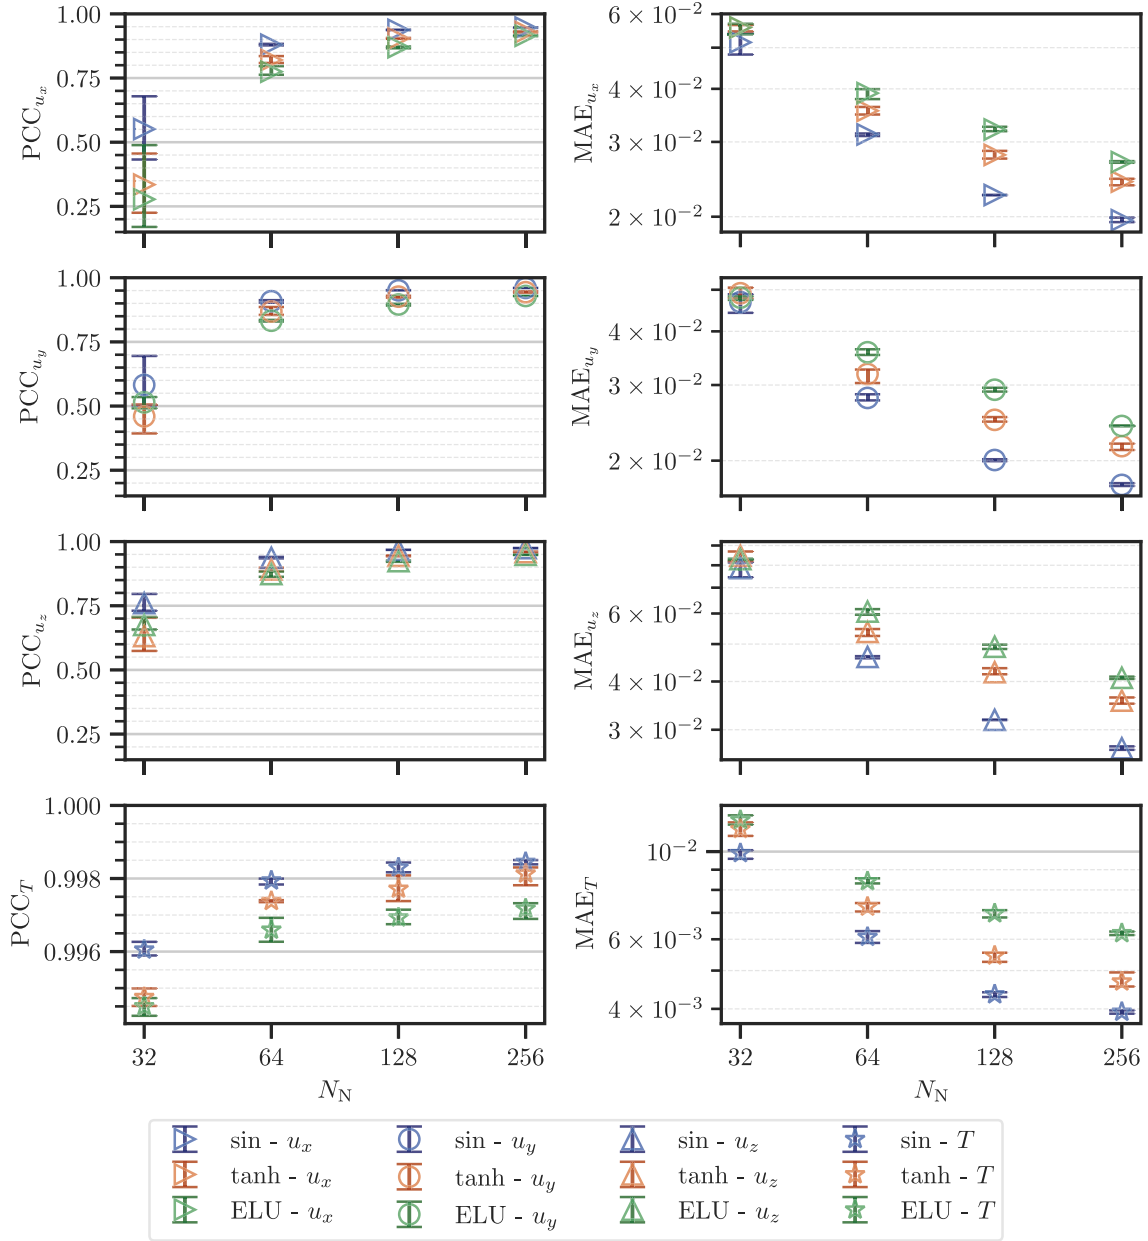 PCC_{u_x}
1.00
0.75
0.50
0.25
MAE_{u_x}
6 × 10^{-2}
4 × 10^{-2}
3 × 10^{-2}
2 × 10^{-2}
PCC_{u_y}
1.00
0.75
0.50
0.25
MAE_{u_y}
4 × 10^{-2}
3 × 10^{-2}
2 × 10^{-2}
PCC_{u_z}
1.00
0.75
0.50
0.25
MAE_{u_z}
6 × 10^{-2}
4 × 10^{-2}
3 × 10^{-2}
PCC_T
1.000
0.998
0.996
32 64 128 256
N_N
MAE_T
10^{-2}
6 × 10^{-3}
4 × 10^{-3}
32 64 128 256
N_N
sin - u_x sin - u_y sin - u_z sin - T
tanh - u_x tanh - u_y tanh - u_z tanh - T
ELU - u_x ELU - u_y ELU - u_z ELU - T